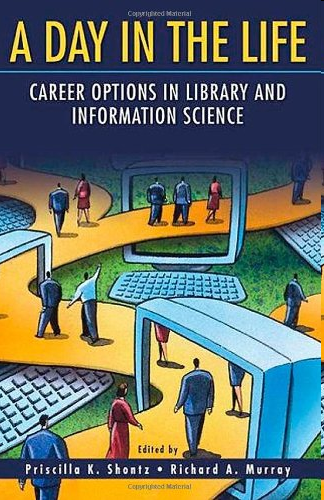 A DAY IN THE LIFE
CAREER OPTIONS IN LIBRARY AND
INFORMATION SCIENCE
Edited by
Priscilla K. Shontz • Richard A. Murray